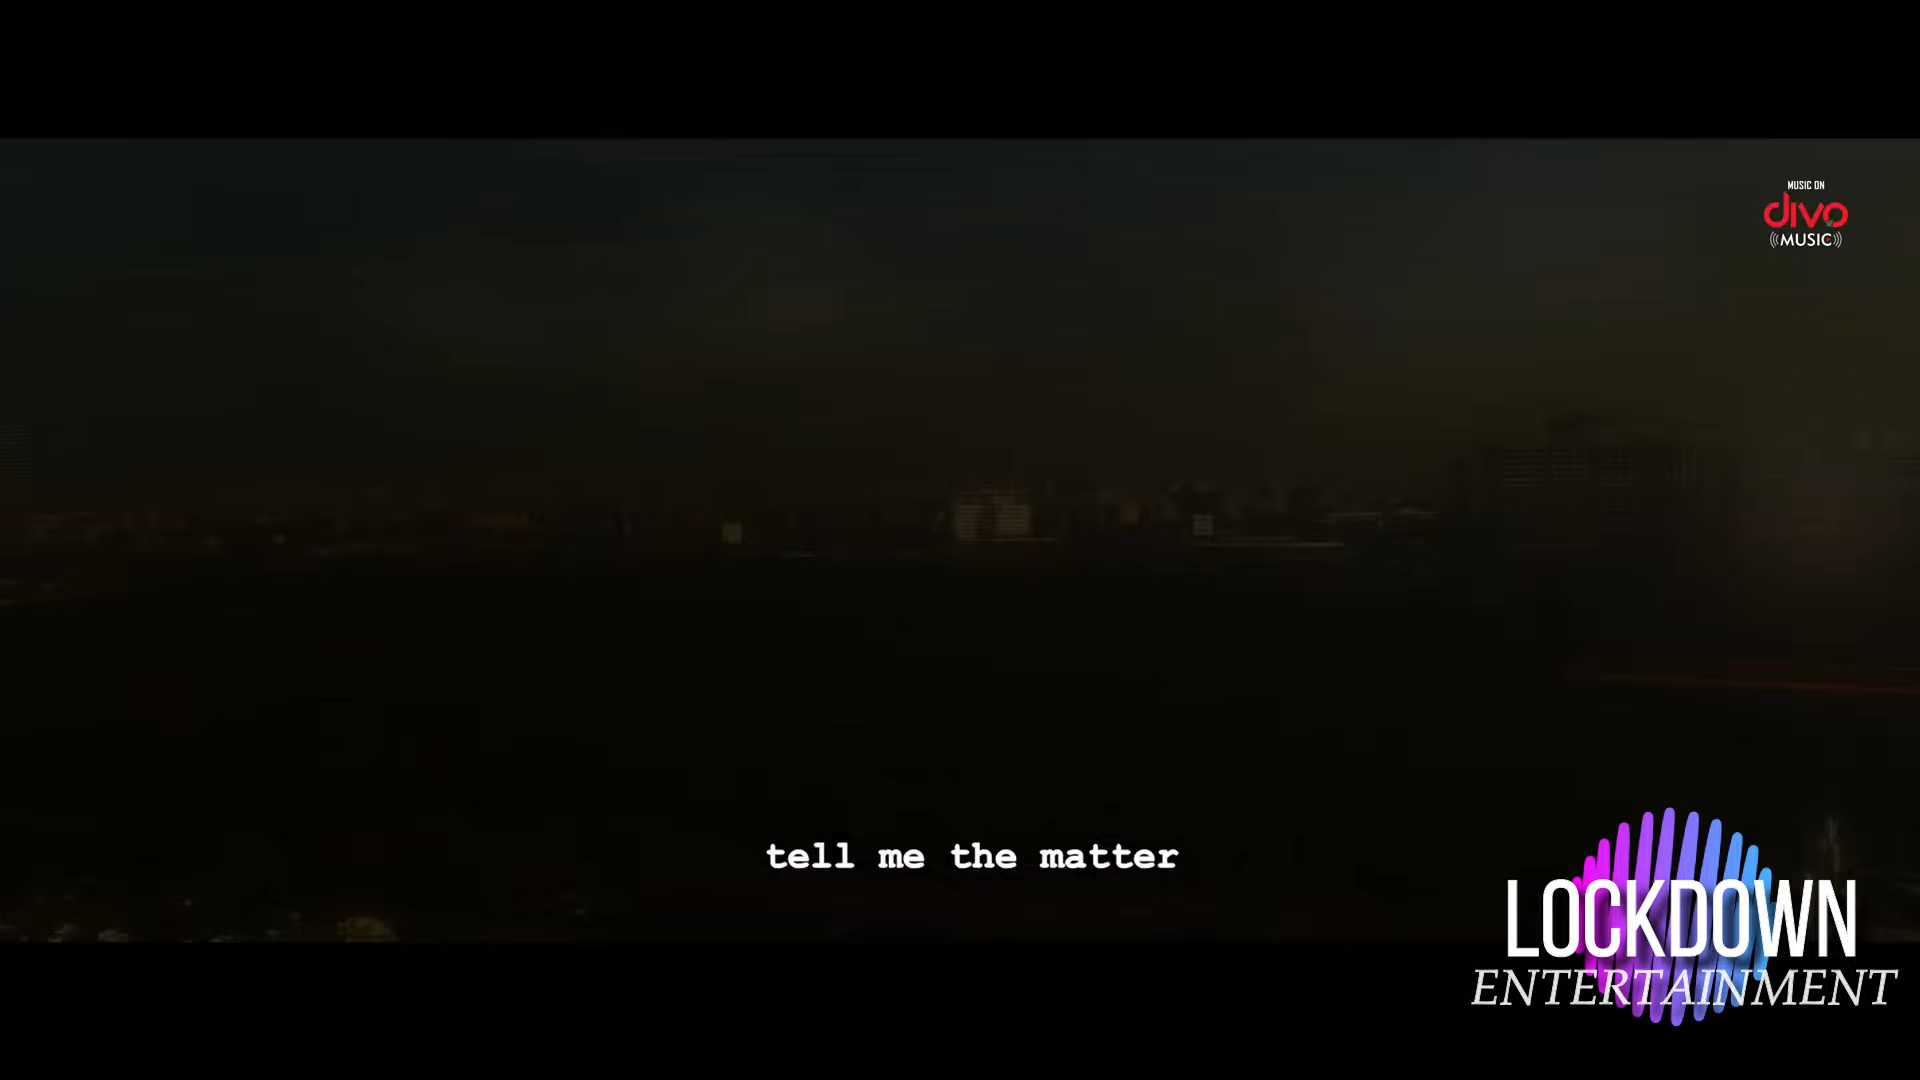 MUSIC ON
divo
MUSIC
tell me the matter
LOCKDOWN
ENTERTAINMENT